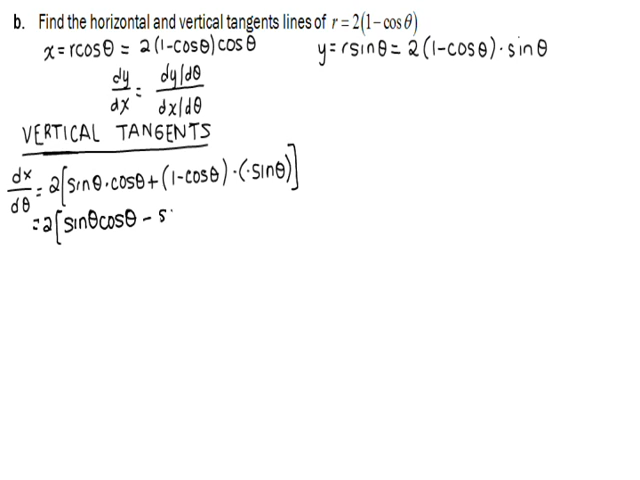 b. Find the horizontal and vertical tangents lines of r = 2(1 − cos θ)
x = rcosθ = 2(1-cosθ)cosθ y = rsinθ = 2(1-cosθ)·sinθ
dy/dx = dy/dθ / dx/dθ
VERTICAL TANGENTS
dx/dθ = 2[sinθ·cosθ + (1-cosθ)·(-sinθ)]
= 2[sinθcosθ - s